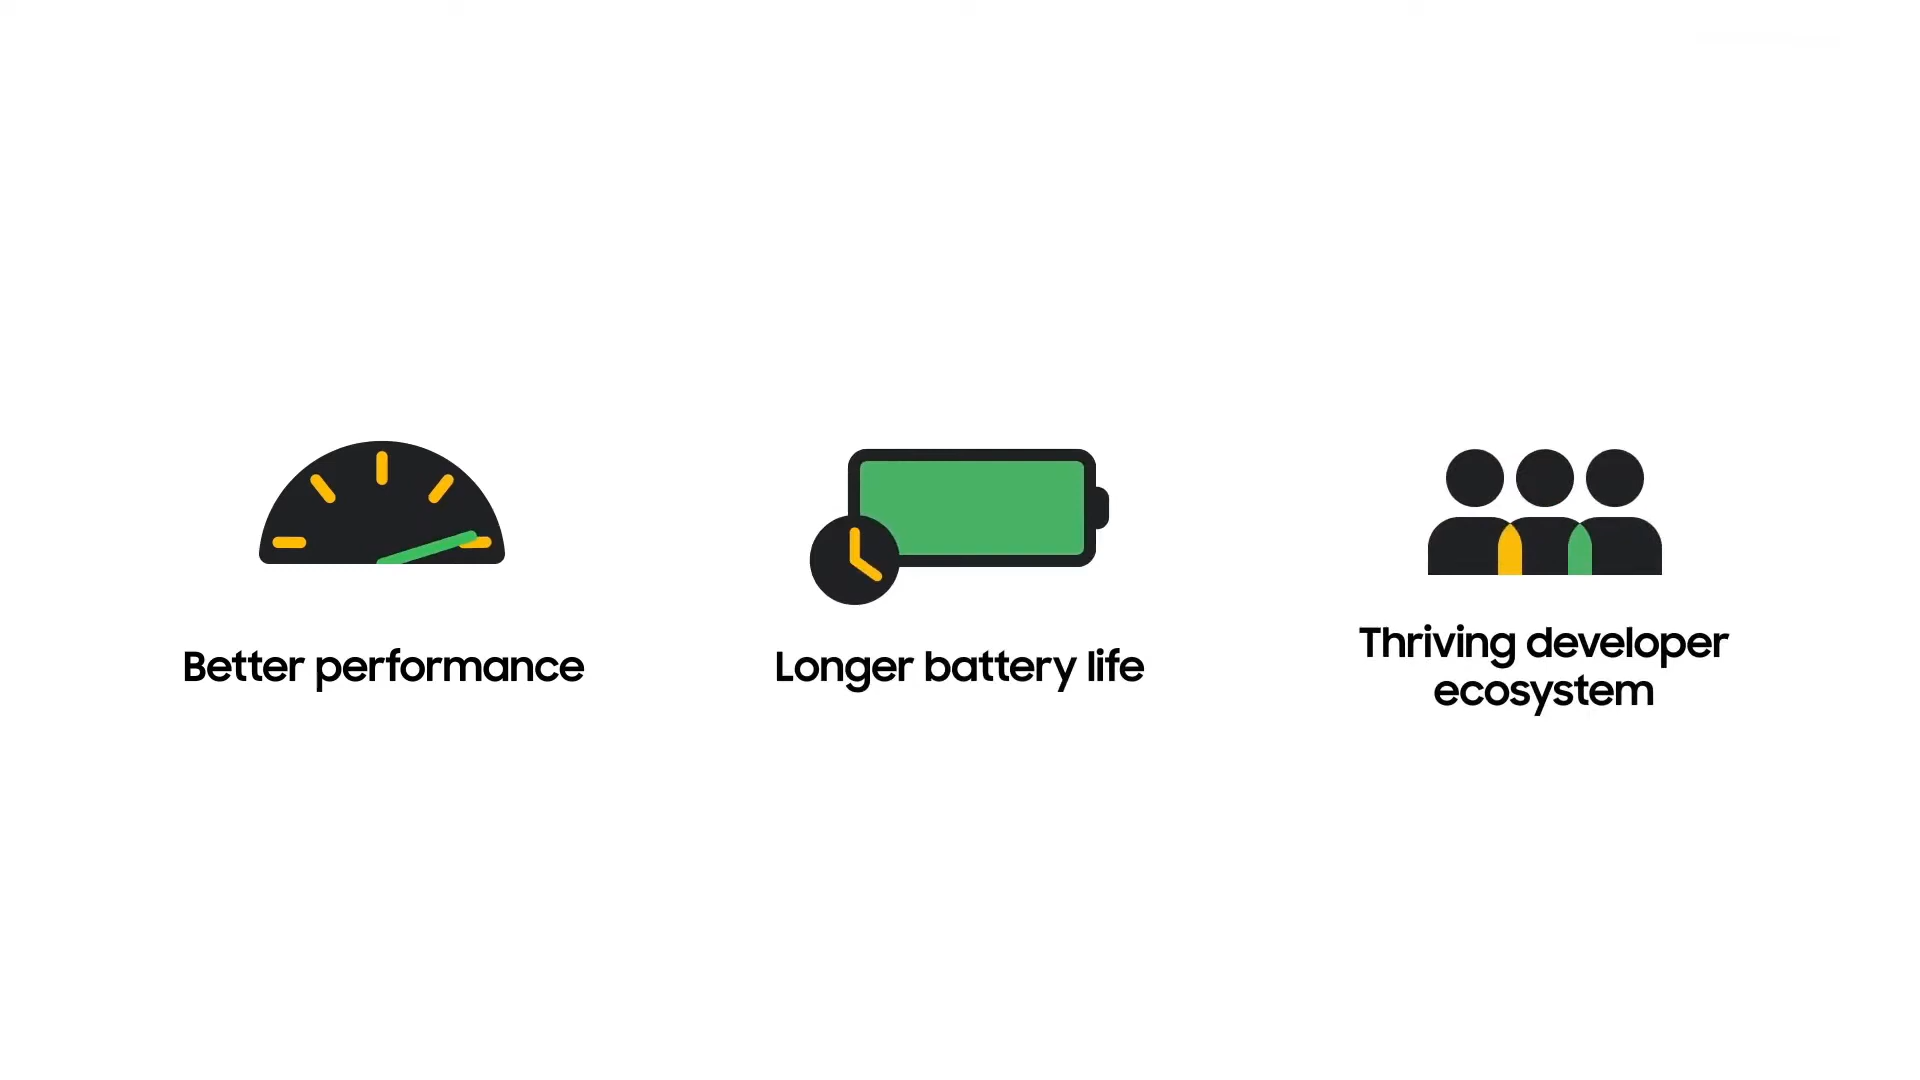 Better performance
Longer battery life
Thriving developer
ecosystem